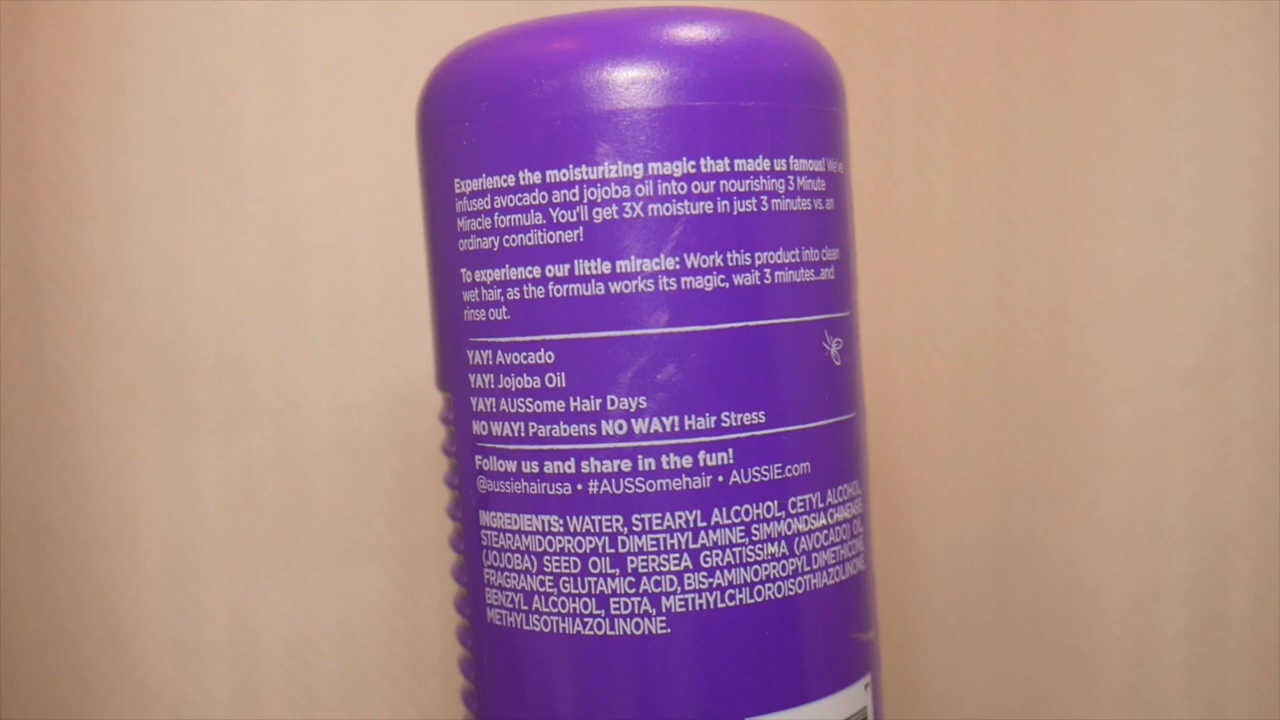 Experience the moisturizing magic that made us famous! We've
infused avocado and jojoba oil into our nourishing 3 Minute
Miracle formula. You'll get 3X moisture in just 3 minutes vs. an
ordinary conditioner!
To experience our little miracle: Work this product into clean
wet hair, as the formula works its magic, wait 3 minutes...and
rinse out.
YAY! Avocado
YAY! Jojoba Oil
YAY! AUSSome Hair Days
NO WAY! Parabens NO WAY! Hair Stress
Follow us and share in the fun!
@aussiehairusa • #AUSSomehair • AUSSIE.com
INGREDIENTS: WATER, STEARYL ALCOHOL, CETYL ALCOHOL,
STEARAMIDOPROPYL DIMETHYLAMINE, SIMMONDSIA CHINENSIS
(JOJOBA) SEED OIL, PERSEA GRATISSIMA (AVOCADO) OIL,
FRAGRANCE, GLUTAMIC ACID, BIS-AMINOPROPYL DIMETHICONE,
BENZYL ALCOHOL, EDTA, METHYLCHLOROISOTHIAZOLINONE,
METHYLISOTHIAZOLINONE.